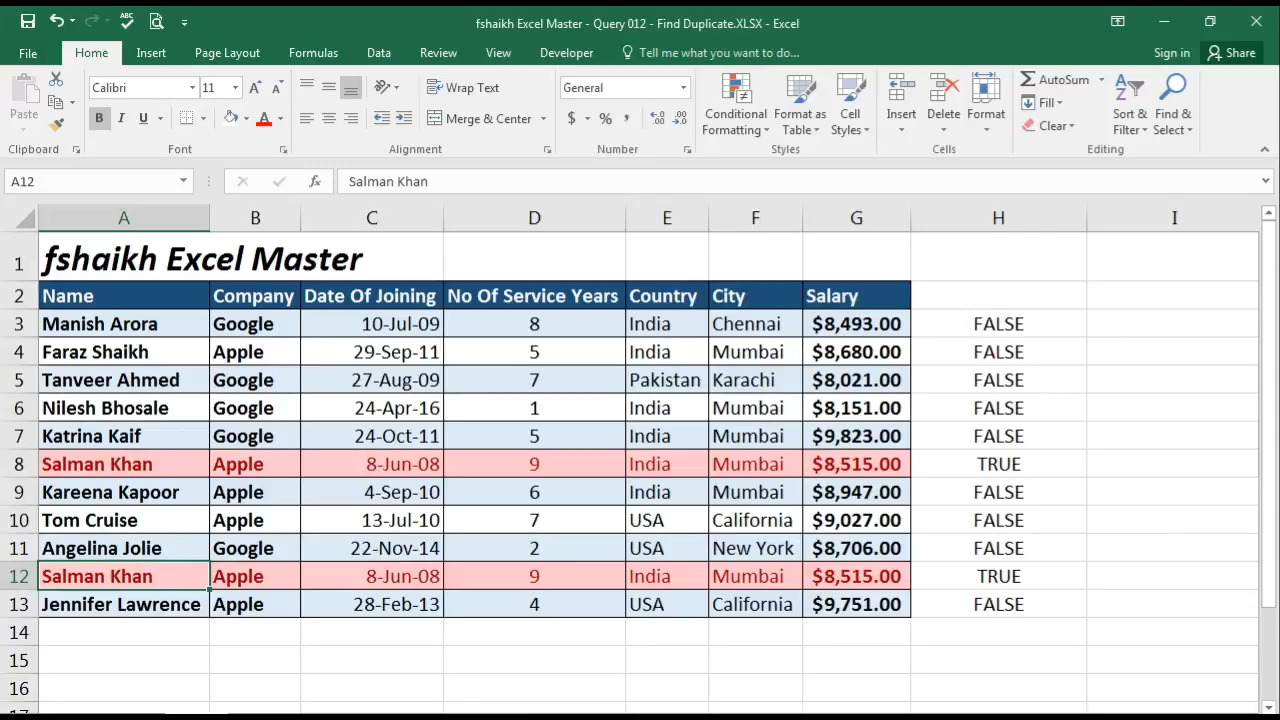 fshaikh Excel Master - Query 012 - Find Duplicate.XLSX - Excel
File Home Insert Page Layout Formulas Data Review View Developer Tell me what you want to do... Sign in Share
Paste Calibri 11 Wrap Text General Conditional Format as Cell Insert Delete Format AutoSum Sort & Find &
B I U Merge & Center $ % , Formatting Table Styles Fill Filter Select
Clear
Clipboard Font Alignment Number Styles Cells Editing
A12 fx Salman Khan
A B C D E F G H I
1 fshaikh Excel Master
2 Name Company Date Of Joining No Of Service Years Country City Salary
3 Manish Arora Google 10-Jul-09 8 India Chennai $8,493.00 FALSE
4 Faraz Shaikh Apple 29-Sep-11 5 India Mumbai $8,680.00 FALSE
5 Tanveer Ahmed Google 27-Aug-09 7 Pakistan Karachi $8,021.00 FALSE
6 Nilesh Bhosale Google 24-Apr-16 1 India Mumbai $8,151.00 FALSE
7 Katrina Kaif Google 24-Oct-11 5 India Mumbai $9,823.00 FALSE
8 Salman Khan Apple 8-Jun-08 9 India Mumbai $8,515.00 TRUE
9 Kareena Kapoor Apple 4-Sep-10 6 India Mumbai $8,947.00 FALSE
10 Tom Cruise Apple 13-Jul-10 7 USA California $9,027.00 FALSE
11 Angelina Jolie Google 22-Nov-14 2 USA New York $8,706.00 FALSE
12 Salman Khan Apple 8-Jun-08 9 India Mumbai $8,515.00 TRUE
13 Jennifer Lawrence Apple 28-Feb-13 4 USA California $9,751.00 FALSE
14
15
16